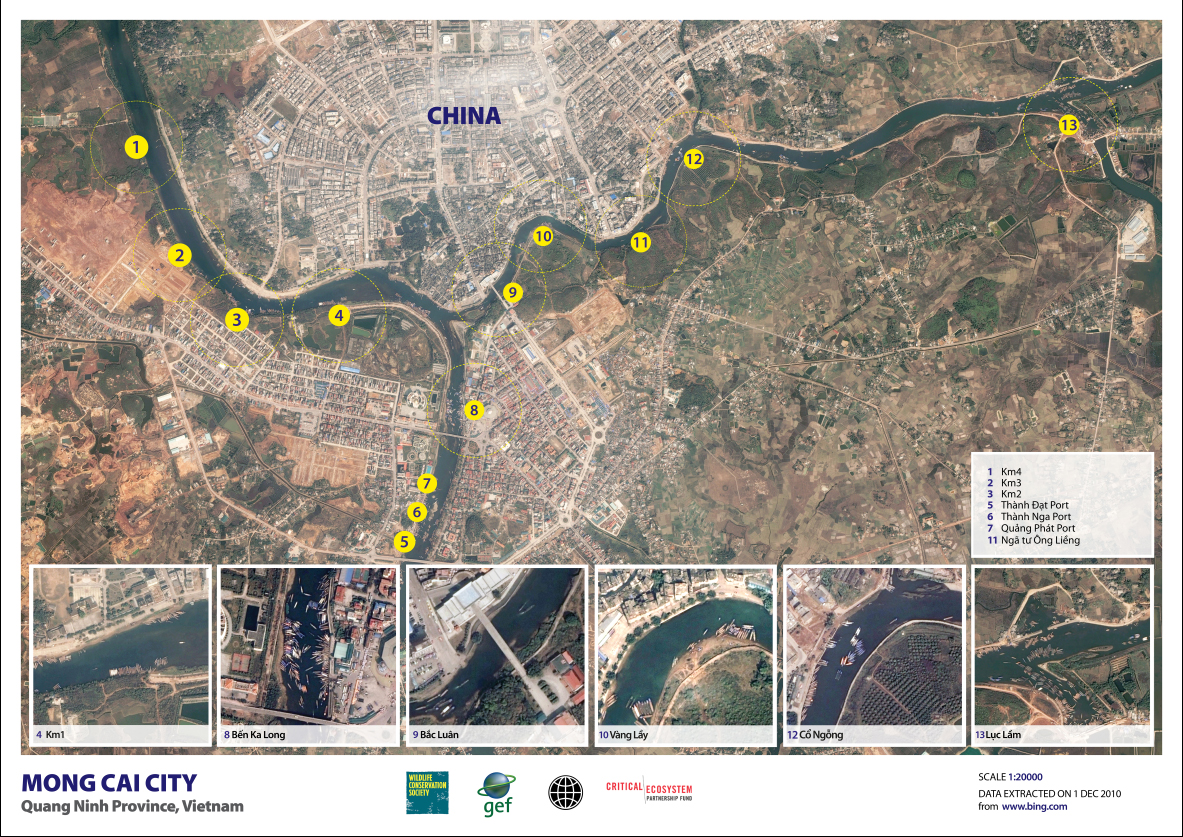 CHINA
1
2
3
4
5
6
7
8
9
10
11
12
13
1 Km4
2 Km3
3 Km2
5 Thành Đạt Port
6 Thành Nga Port
7 Quảng Phát Port
11 Ngã tư Ông Liềng
4 Km1
8 Bến Ka Long
9 Bắc Luân
10 Vàng Lầy
12 Cổ Ngỗng
13 Lục Lầm
MONG CAI CITY
Quang Ninh Province, Vietnam
WILDLIFE
CONSERVATION
SOCIETY
gef
CRITICAL ECOSYSTEM
PARTNERSHIP FUND
SCALE 1:20000
DATA EXTRACTED ON 1 DEC 2010
from www.bing.com